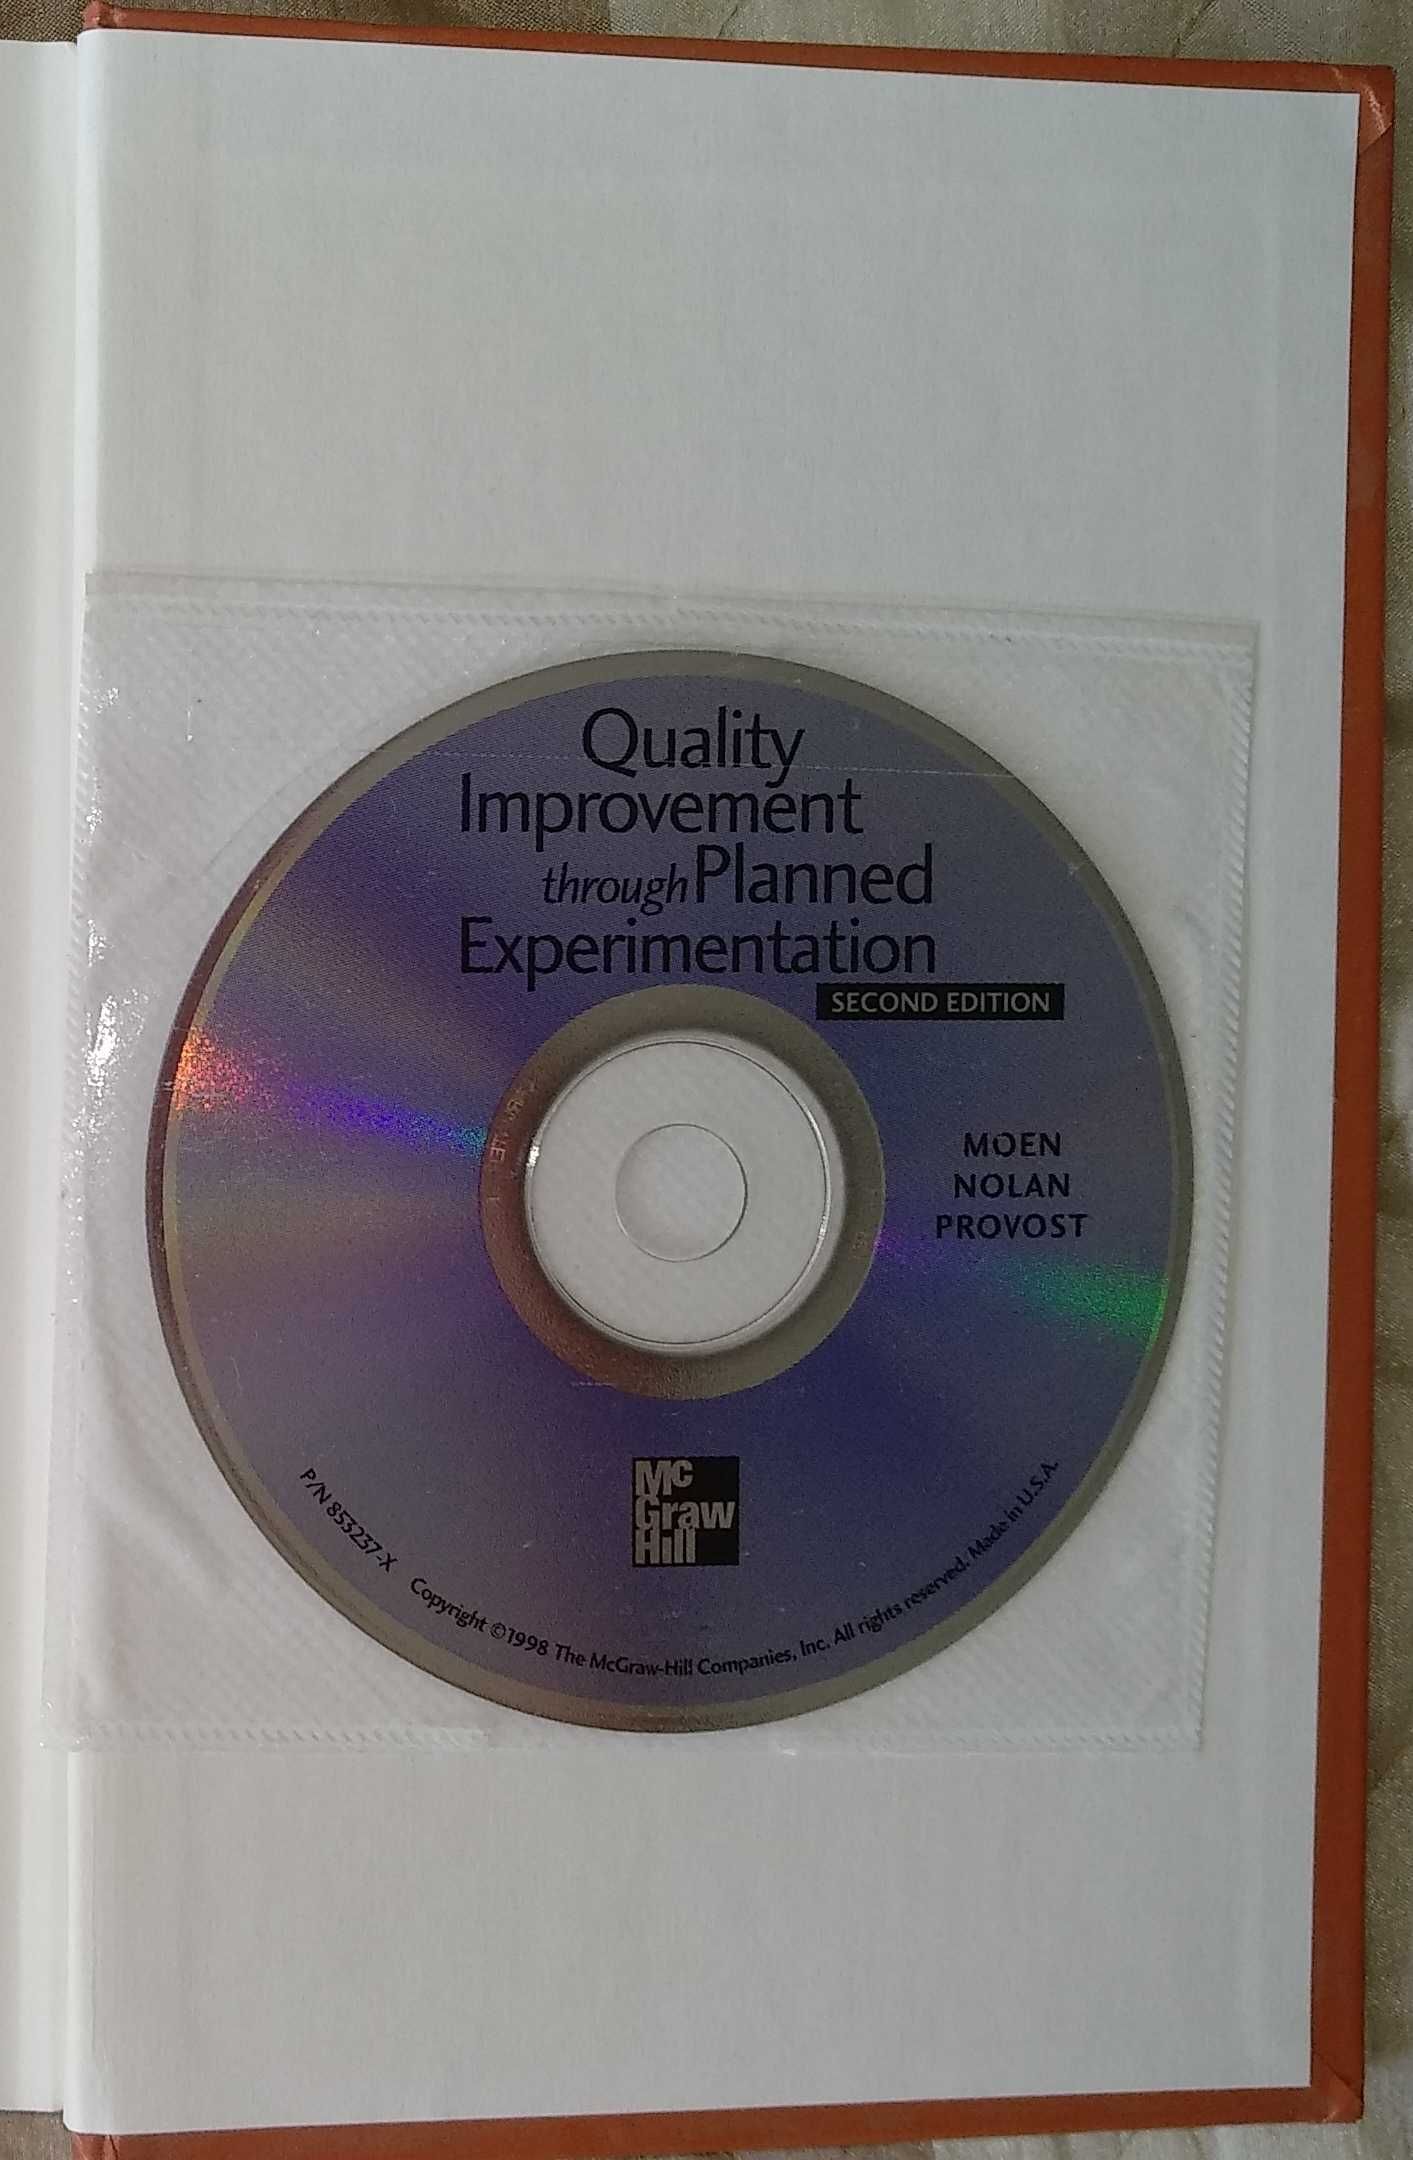 Quality
Improvement
through Planned
Experimentation
SECOND EDITION
MOEN
NOLAN
PROVOST
Mc
Graw
Hill
P/N 853237-X Copyright ©1998 The McGraw-Hill Companies, Inc. All rights reserved. Made in U.S.A.